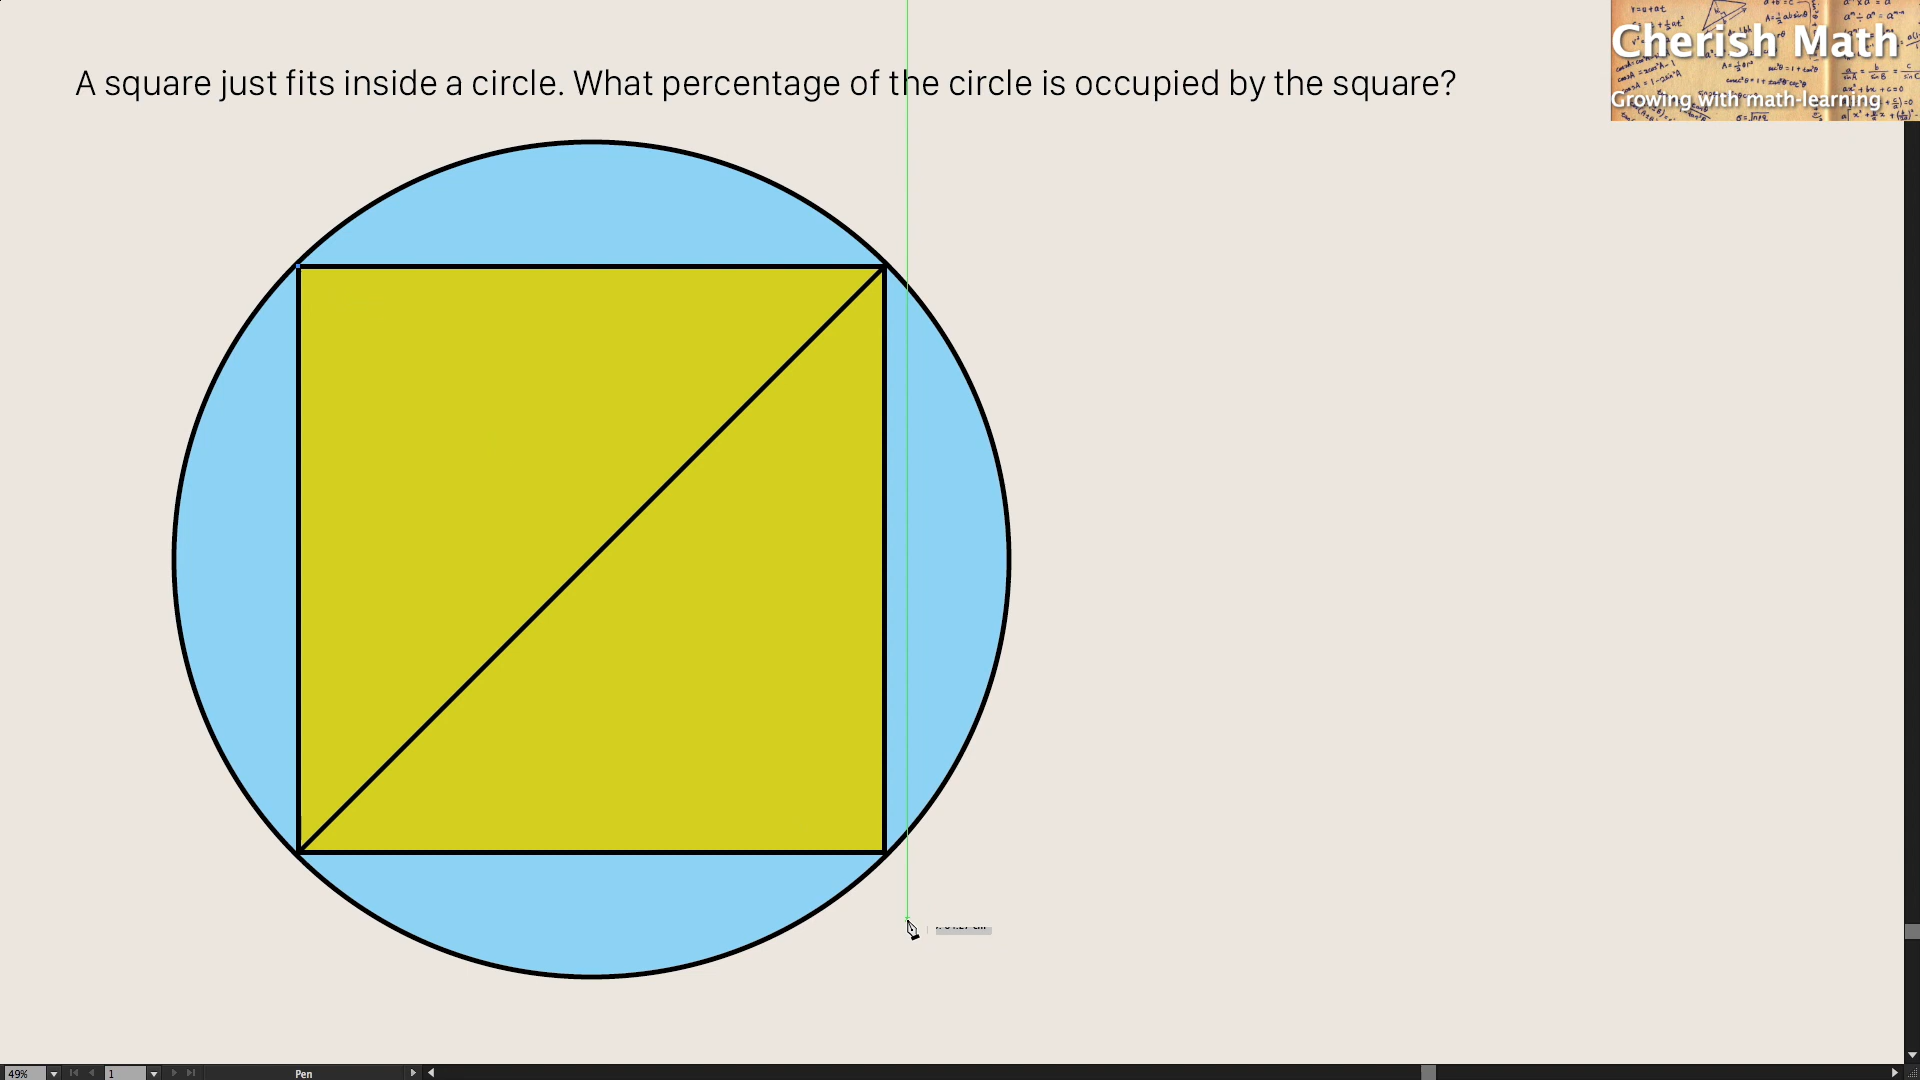 A square just fits inside a circle. What percentage of the circle is occupied by the square?
Cherish Math
Growing with math-learning
49%
1
Pen